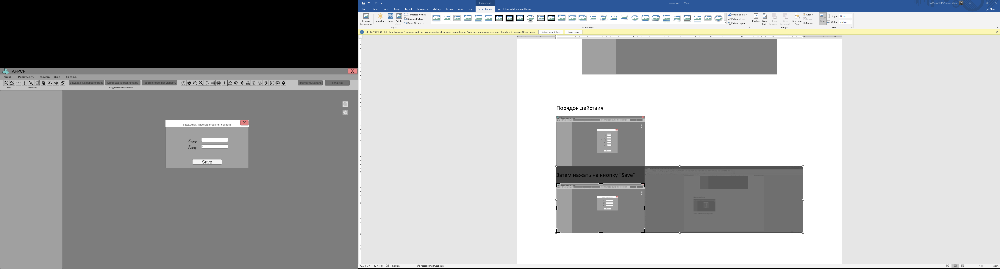 AFPCP
X
Файл Инструменты Просмотр Окно Справка
Ввод данных первого этапа Цилиндрическая лопасть Пространственная лопасть Построить модель Графики
Файл Просмотр Ввод данных второго этапа
Параметры пространственной лопасти X
Rcomp 1
βcomp 1
Save
Picture Tools Document1 - Word RAZANANIRINA Johan Clark
File Home Insert Design Layout References Mailings Review View Help Picture Format Tell me what you want to do Share
Remove Background Corrections Color Artistic Effects Compress Pictures Change Picture Reset Picture
Picture Border Picture Effects Picture Layout
Position Wrap Text Bring Forward Send Backward Selection Pane Align Group Rotate
Crop Height: 3.2 cm Width: 5.72 cm
Adjust Picture Styles Arrange Size
GET GENUINE OFFICE Your license isn't genuine, and you may be a victim of software counterfeiting. Avoid interruption and keep your files safe with genuine Office today. Get genuine Office Learn more
Порядок действия
Затем нажать на кнопку “Save”
Page 1 of 1 12 words Russian Accessibility: Investigate 220%